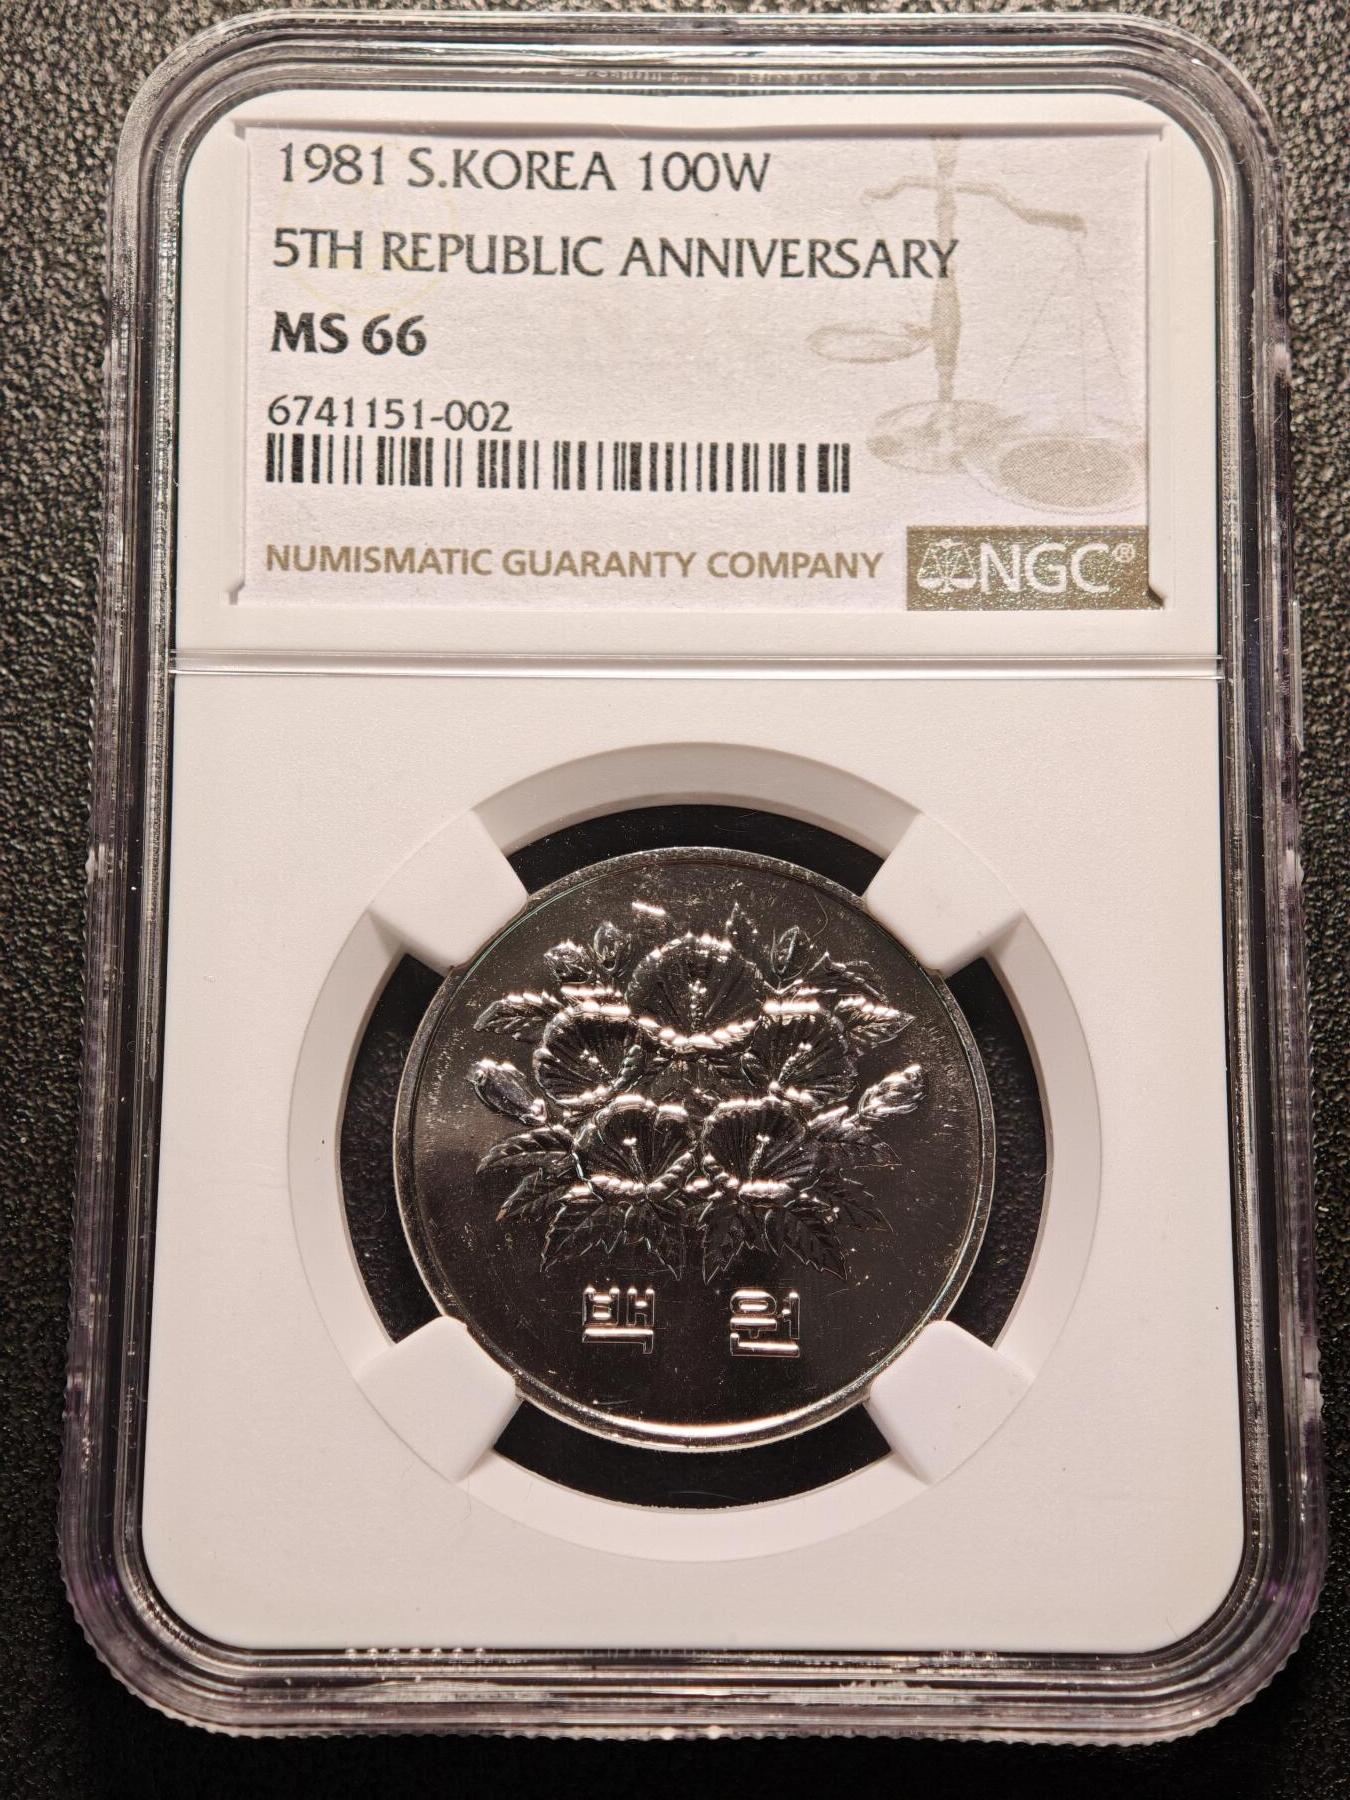 1981 S.KOREA 100W
5TH REPUBLIC ANNIVERSARY
MS 66
6741151-002
NUMISMATIC GUARANTY COMPANY
NGC®
백 원